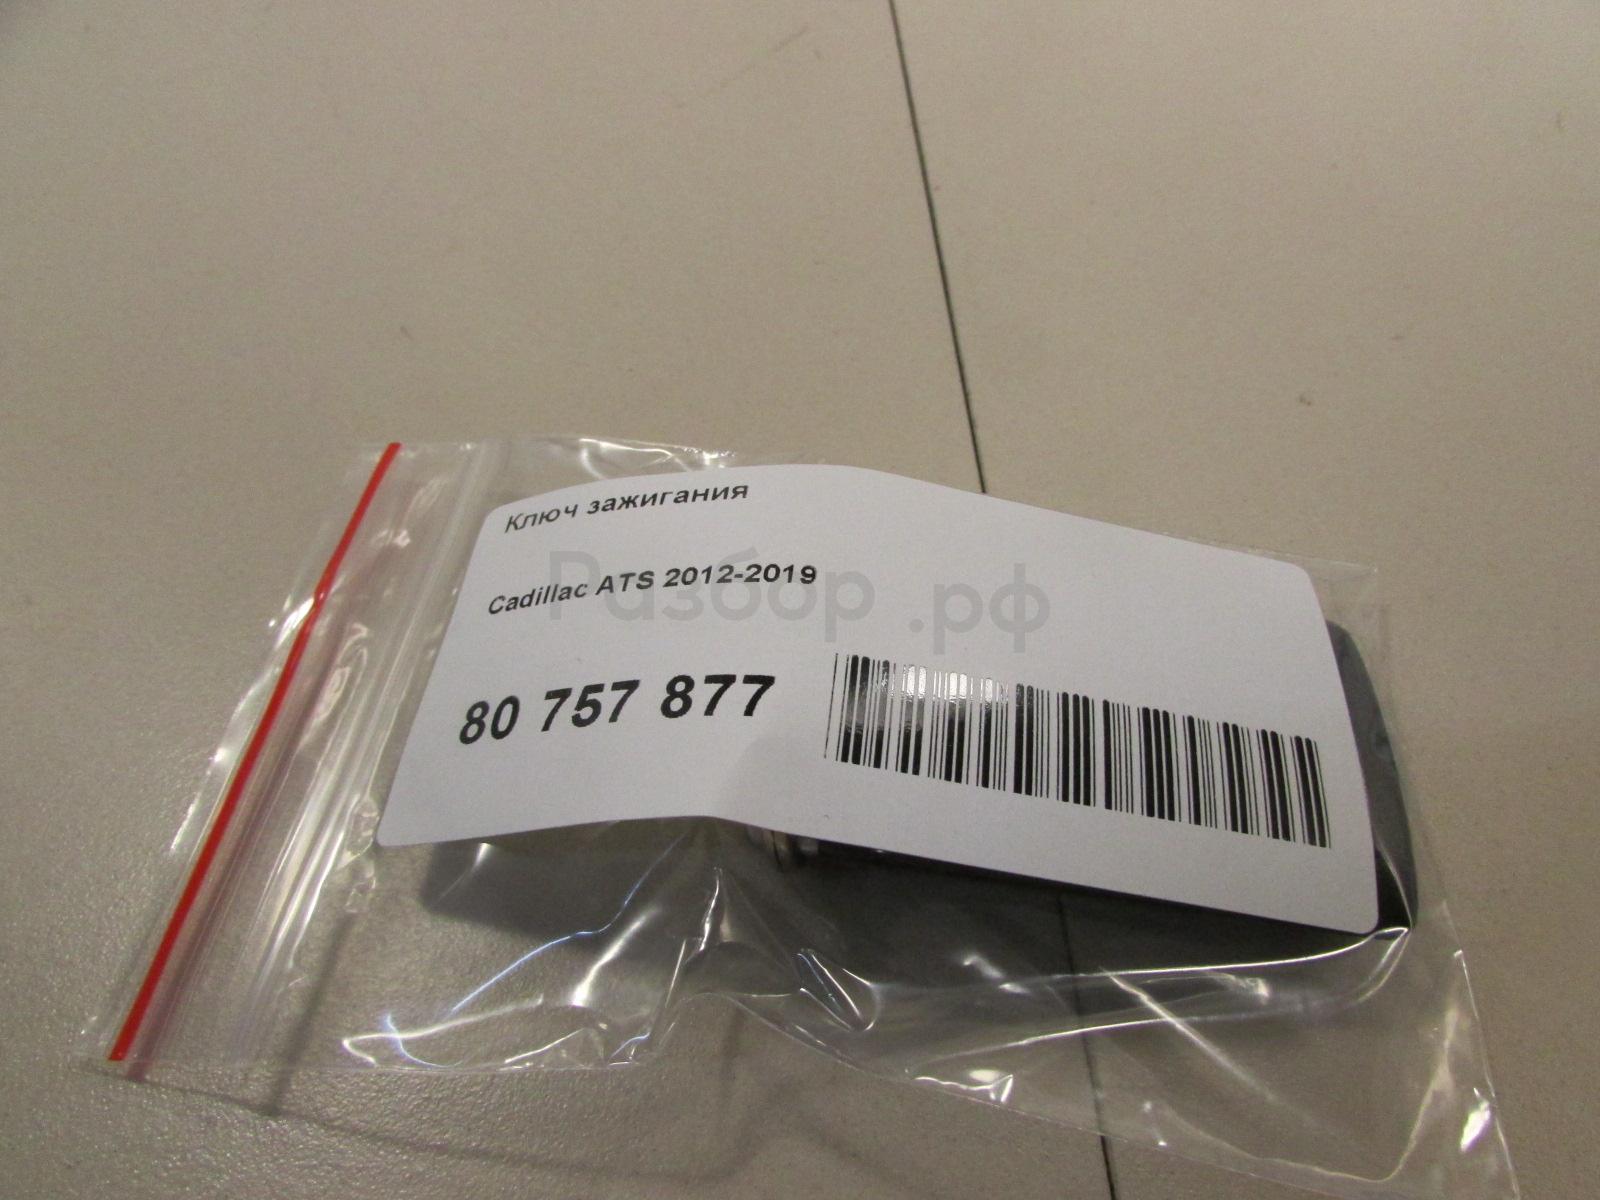 Ключ зажигания
Cadillac ATS 2012-2019
Разбор.рф
80 757 877